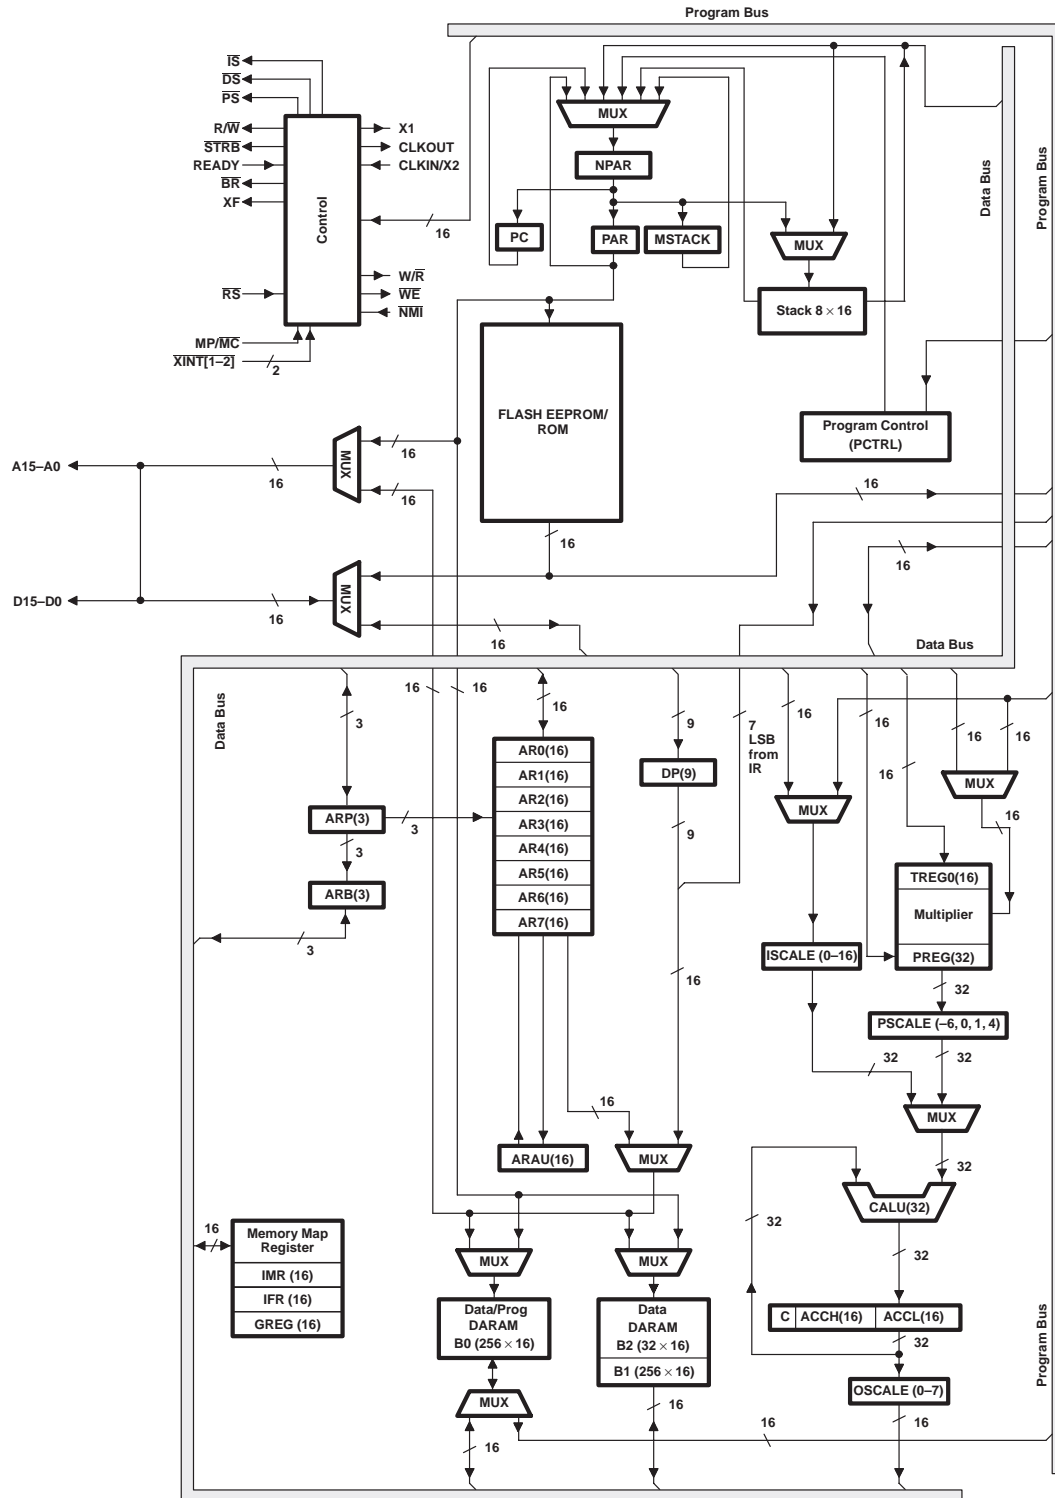 Program Bus
IS
DS
PS
R/W
STRB
READY
BR
XF
X1
CLKOUT
CLKIN/X2
Control
16
RS
W/R
WE
NMI
MP/MC
XINT[1–2]
2
MUX
NPAR
PC
PAR
MSTACK
MUX
Stack 8 × 16
Data Bus
Program Bus
FLASH EEPROM/
ROM
Program Control
(PCTRL)
A15–A0
16
MUX
16
16
16
16
16
D15–D0
16
MUX
16
Data Bus
Data Bus
3
16
16
16
9
7
LSB
from
IR
16
16
16
16
16
AR0(16)
AR1(16)
AR2(16)
AR3(16)
AR4(16)
AR5(16)
AR6(16)
AR7(16)
DP(9)
MUX
MUX
16
ARP(3)
3
3
9
ARB(3)
3
TREG0(16)
Multiplier
PREG(32)
ISCALE (0–16)
16
32
PSCALE (–6, 0, 1, 4)
32
32
MUX
16
ARAU(16)
MUX
32
CALU(32)
32
32
16
Memory Map
Register
IMR (16)
IFR (16)
GREG (16)
MUX
MUX
Data/Prog
DARAM
B0 (256 × 16)
Data
DARAM
B2 (32 × 16)
B1 (256 × 16)
C
ACCH(16)
ACCL(16)
32
OSCALE (0–7)
MUX
16
16
16
16
Program Bus